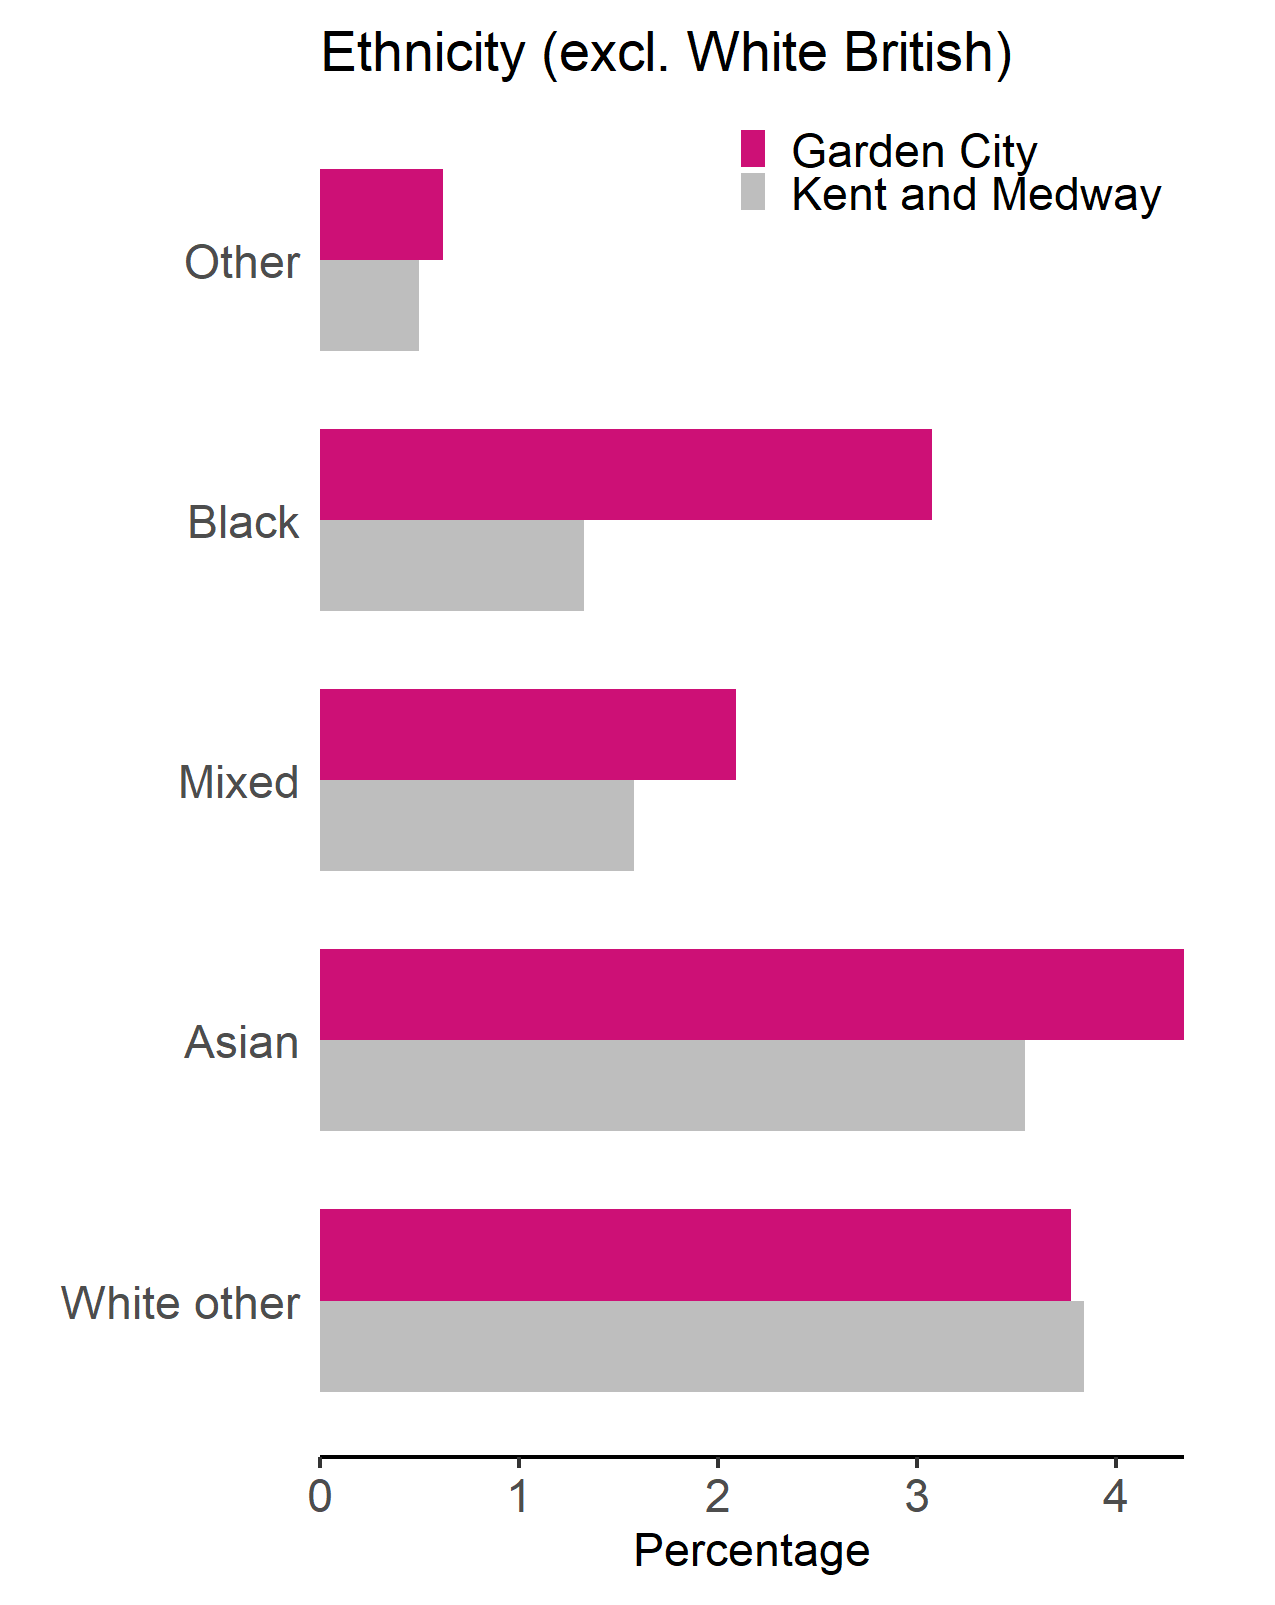 Ethnicity (excl. White British)
Garden City
Kent and Medway
Other
Black
Mixed
Asian
White other
0 1 2 3 4
Percentage